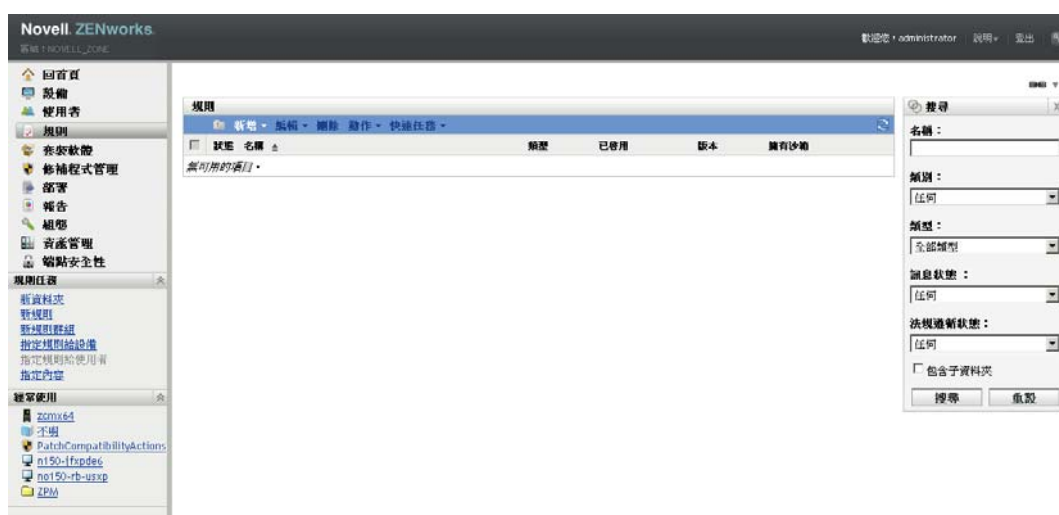 Novell ZENworks
區域：NOVELL_ZONE
歡迎您，administrator 說明 登出
回首頁
設備
使用者
規則
套裝軟體
修補程式管理
部署
報告
組態
資產管理
端點安全性
規則任務
新資料夾
新規則
新規則群組
指定規則給設備
指定規則給使用者
指定內容
經常使用
zcmx64
不明
PatchCompatibilityActions
n150-jfxpde6
no150-rb-usxp
ZPM
規則
新增 編輯 刪除 動作 快速任務
狀態 名稱 類型 已啟用 版本 擁有沙箱
無可用的項目。
搜尋
名稱：
類別：
任何
類型：
全部類型
訊息狀態：
任何
法規遵循狀態：
任何
包含子資料夾
搜尋 重設